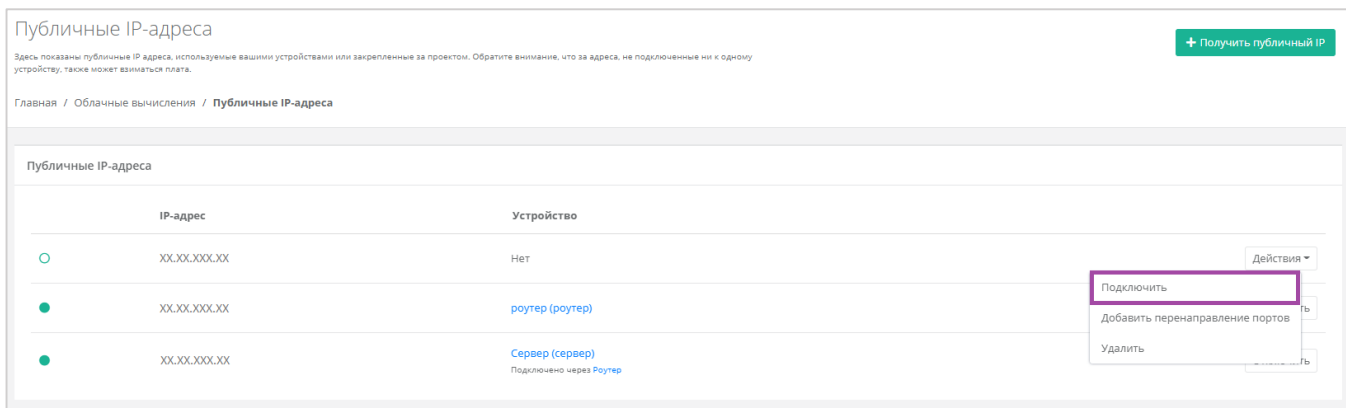 Публичные IP-адреса
+ Получить публичный IP
Здесь показаны публичные IP адреса, используемые вашими устройствами или закрепленные за проектом. Обратите внимание, что за адреса, не подключенные ни к одному
устройству, также может взиматься плата.
Главная / Облачные вычисления / Публичные IP-адреса
Публичные IP-адреса
IP-адрес Устройство
XX.XX.XXX.XX Нет Действия
Подключить
XX.XX.XXX.XX роутер (роутер)
Добавить перенаправление портов
Удалить
XX.XX.XXX.XX Сервер (сервер)
Подключено через Роутер